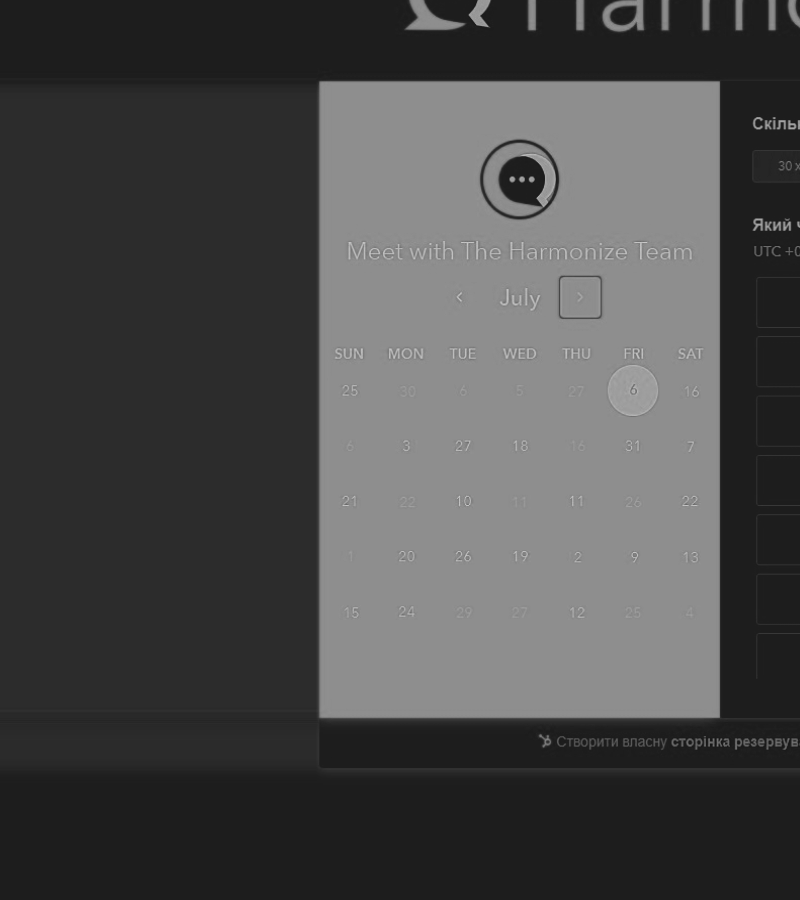 Harmo
Meet with The Harmonize Team
July
SUN MON TUE WED THU FRI SAT
25 30 6 5 27 6 16
6 3 27 18 16 31 7
21 22 10 11 11 26 22
1 20 26 19 2 9 13
15 24 29 27 12 25 4
Скіль
30 х
Який ч
UTC +0
Створити власну сторінка резервув